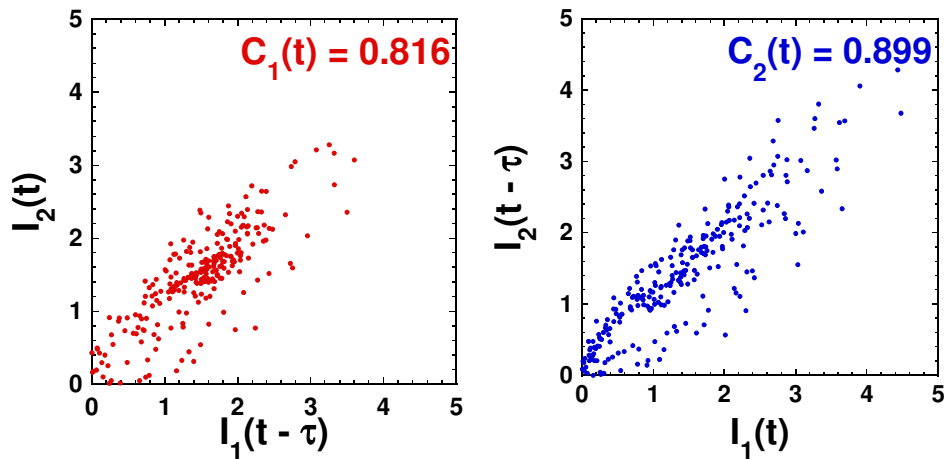 C₁(t) = 0.816
I₂(t)
5
4
3
2
1
0
0 1 2 3 4 5
I₁(t - τ)
C₂(t) = 0.899
I₂(t - τ)
5
4
3
2
1
0
0 1 2 3 4 5
I₁(t)